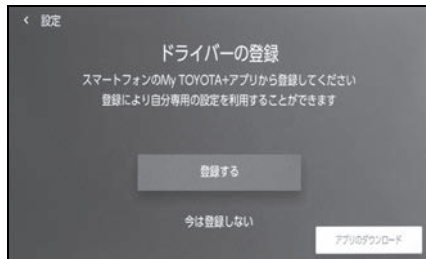 < 設定
ドライバーの登録
スマートフォンのMy TOYOTA+アプリから登録してください
登録により自分専用の設定を利用することができます
登録する
今は登録しない
アプリのダウンロード